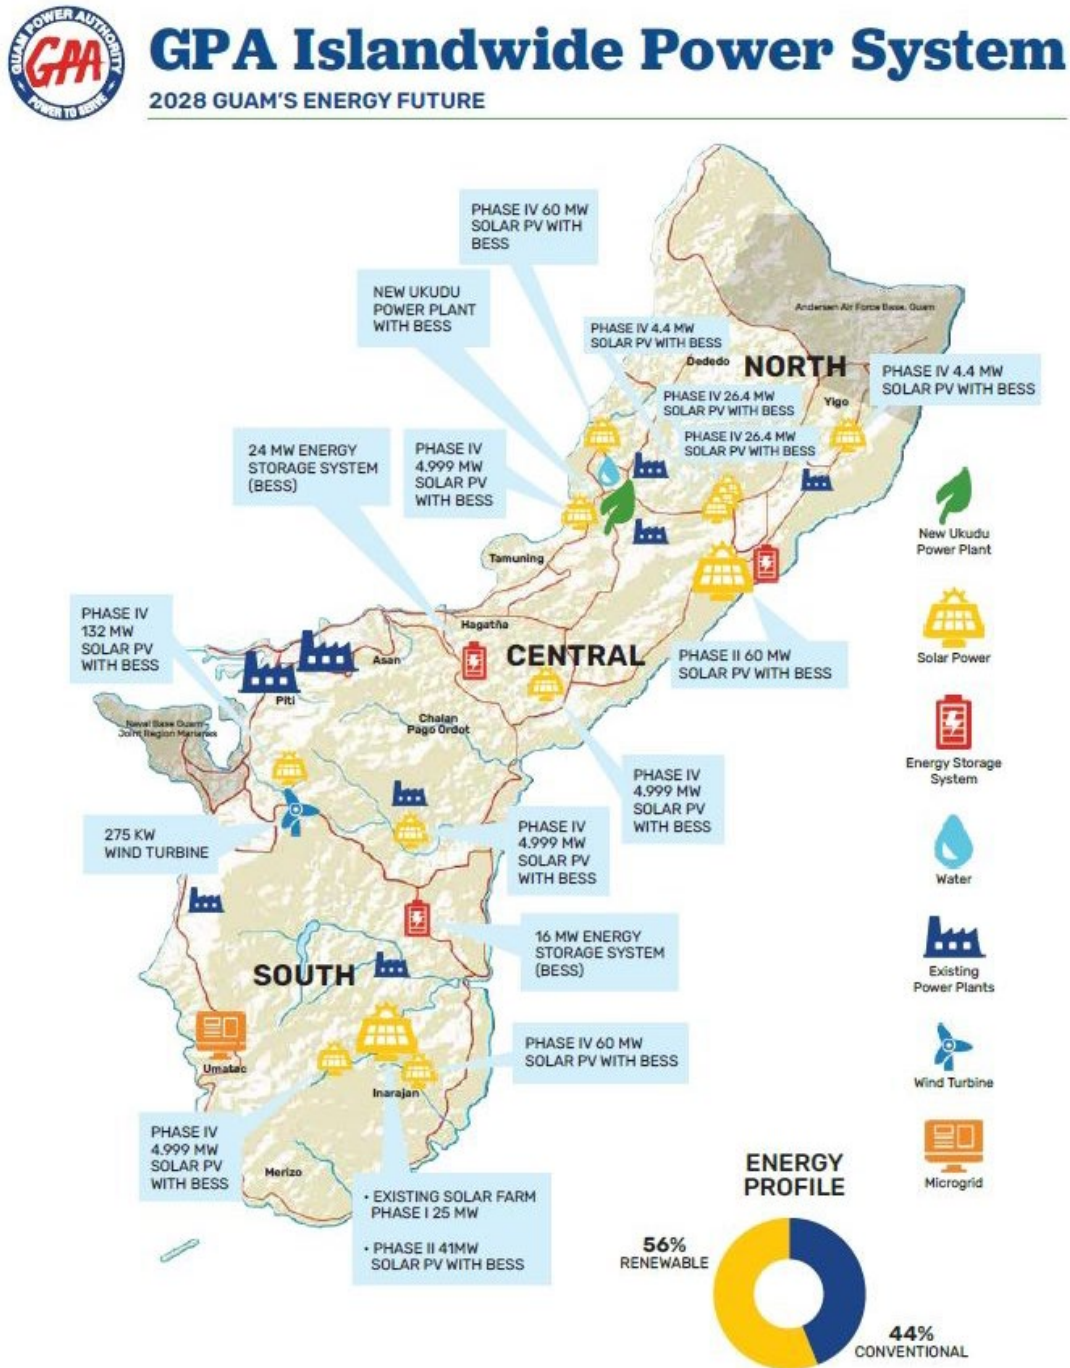 GUAM POWER AUTHORITY
GPA
POWER TO SERVE
GPA Islandwide Power System
2028 GUAM'S ENERGY FUTURE
PHASE IV 60 MW
SOLAR PV WITH
BESS
NEW UKUDU
POWER PLANT
WITH BESS
Andersen Air Force Base, Guam
PHASE IV 4.4 MW
SOLAR PV WITH BESS
Dededo
NORTH
PHASE IV 4.4 MW
SOLAR PV WITH BESS
PHASE IV 26.4 MW
SOLAR PV WITH BESS
Yigo
PHASE IV 26.4 MW
SOLAR PV WITH BESS
24 MW ENERGY
STORAGE SYSTEM
(BESS)
PHASE IV
4.999 MW
SOLAR PV
WITH BESS
New Ukudu
Power Plant
Tamuning
PHASE IV
132 MW
SOLAR PV
WITH BESS
Hagatña
Asan
CENTRAL
PHASE II 60 MW
SOLAR PV WITH BESS
Solar Power
Piti
Naval Base Guam-
Joint Region Marianas
Chalan
Pago Ordot
Energy Storage
System
PHASE IV
4.999 MW
SOLAR PV
WITH BESS
275 KW
WIND TURBINE
PHASE IV
4.999 MW
SOLAR PV
WITH BESS
Water
16 MW ENERGY
STORAGE SYSTEM
(BESS)
SOUTH
Existing
Power Plants
PHASE IV 60 MW
SOLAR PV WITH BESS
Umatac
Inarajan
Wind Turbine
PHASE IV
4.999 MW
SOLAR PV
WITH BESS
Merizo
• EXISTING SOLAR FARM
PHASE I 25 MW
• PHASE II 41MW
SOLAR PV WITH BESS
Microgrid
ENERGY
PROFILE
56%
RENEWABLE
44%
CONVENTIONAL